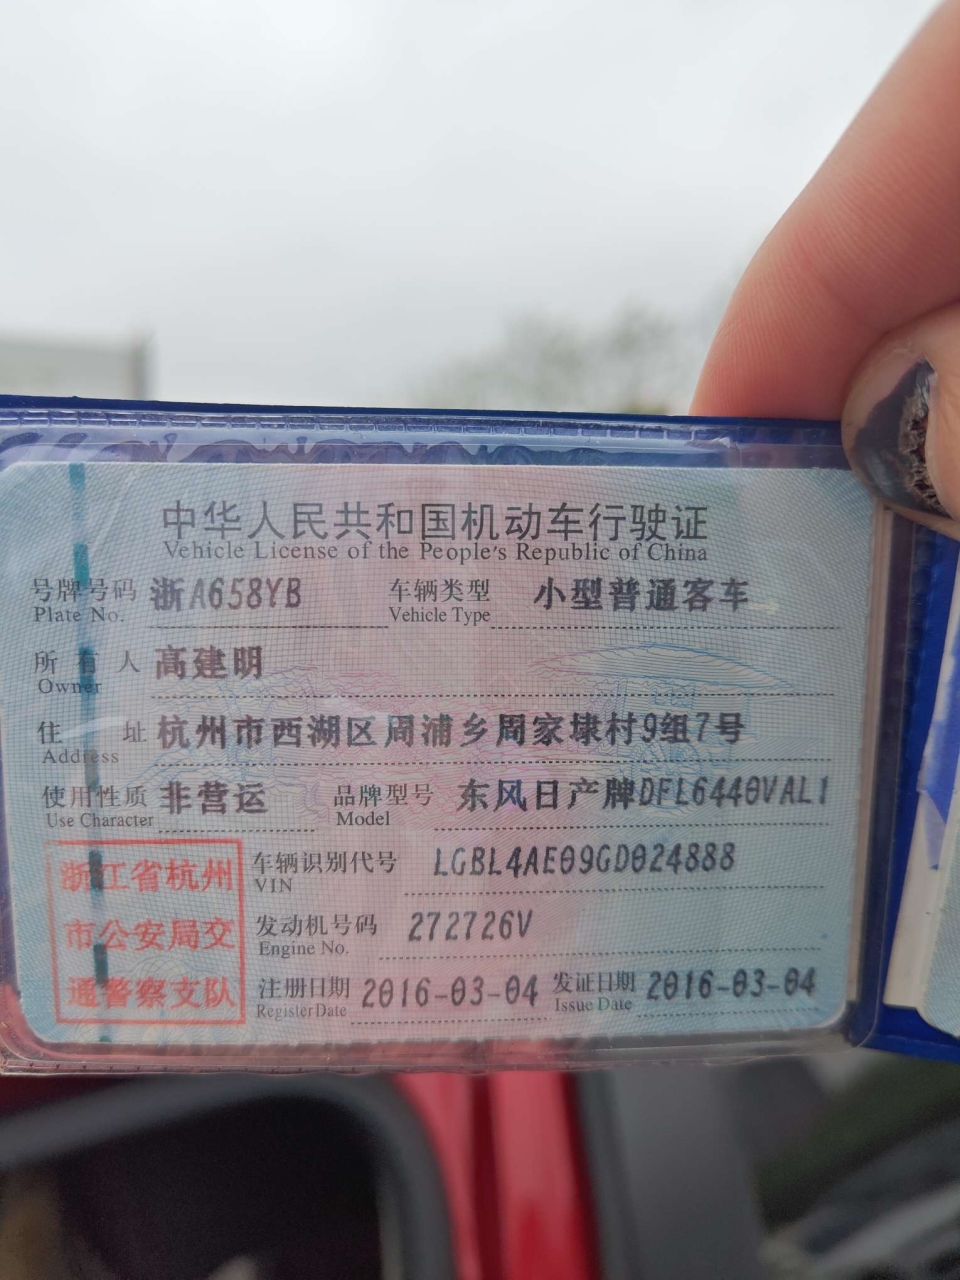 中华人民共和国机动车行驶证
Vehicle License of the People's Republic of China
号牌号码 浙A658YB 车辆类型 小型普通客车
Plate No. Vehicle Type
所有人 高建明
Owner
住址 杭州市西湖区周浦乡周家埭村9组7号
Address
使用性质 非营运 品牌型号 东风日产牌DFL6440VAL1
Use Character Model
浙江省杭州
市公安局交
通警察支队
车辆识别代号 LGBL4AE09GD024888
VIN
发动机号码 272726V
Engine No.
注册日期 2016-03-04 发证日期 2016-03-04
Register Date Issue Date